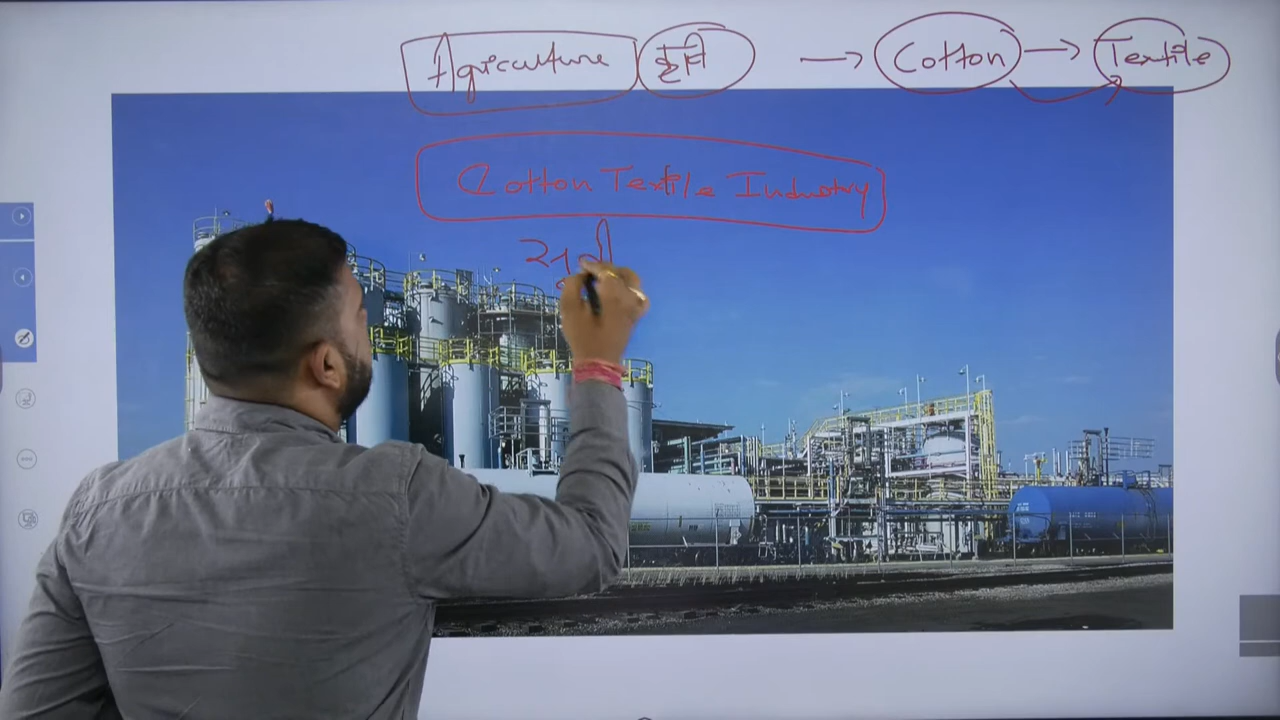 Agriculture कृषि → Cotton → Textile
Cotton Textile Industry